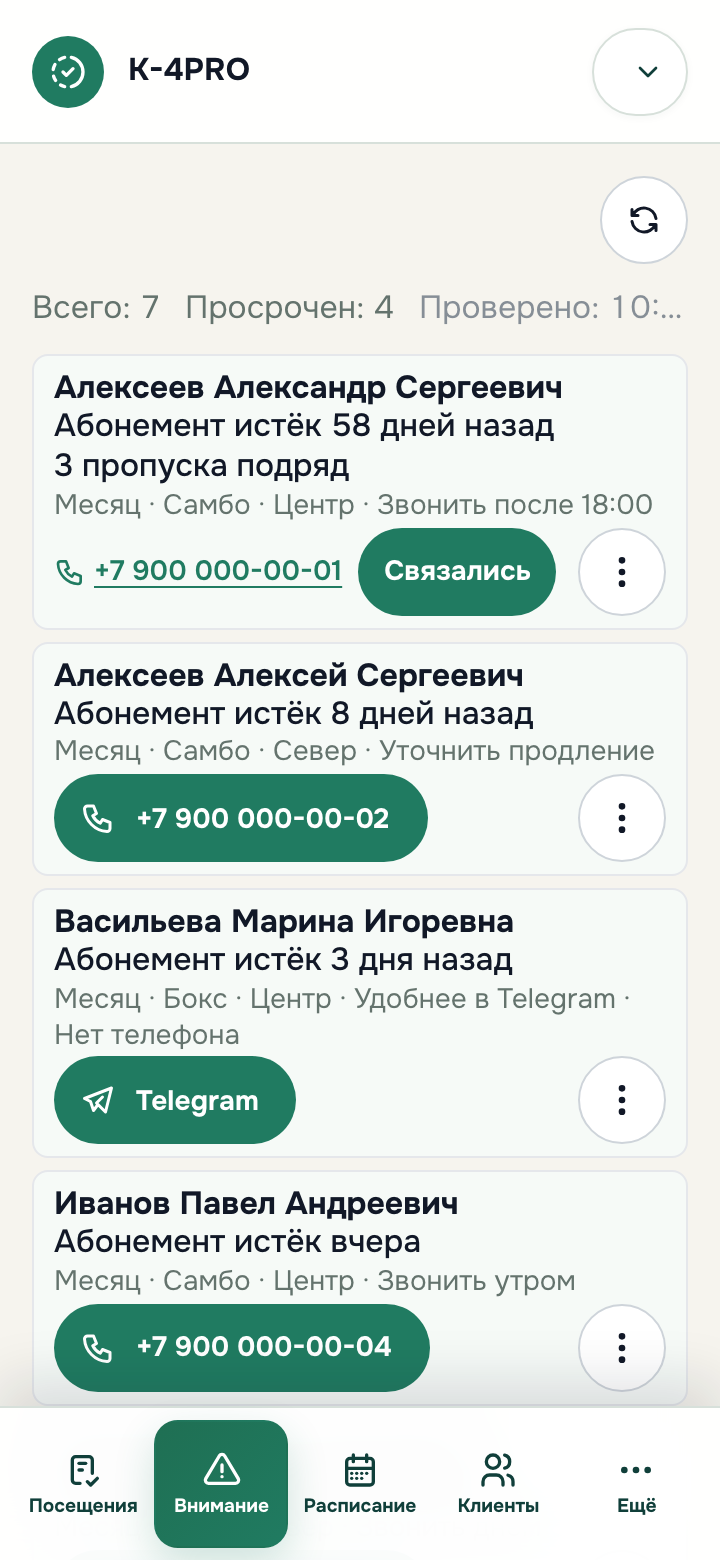 K-4PRO
Всего: 7 Просрочен: 4 Проверено: 10:...
Алексеев Александр Сергеевич
Абонемент истёк 58 дней назад
3 пропуска подряд
Месяц · Самбо · Центр · Звонить после 18:00
+7 900 000-00-01 Связались
Алексеев Алексей Сергеевич
Абонемент истёк 8 дней назад
Месяц · Самбо · Север · Уточнить продление
+7 900 000-00-02
Васильева Марина Игоревна
Абонемент истёк 3 дня назад
Месяц · Бокс · Центр · Удобнее в Telegram ·
Нет телефона
Telegram
Иванов Павел Андреевич
Абонемент истёк вчера
Месяц · Самбо · Центр · Звонить утром
+7 900 000-00-04
Посещения Внимание Расписание Клиенты Ещё